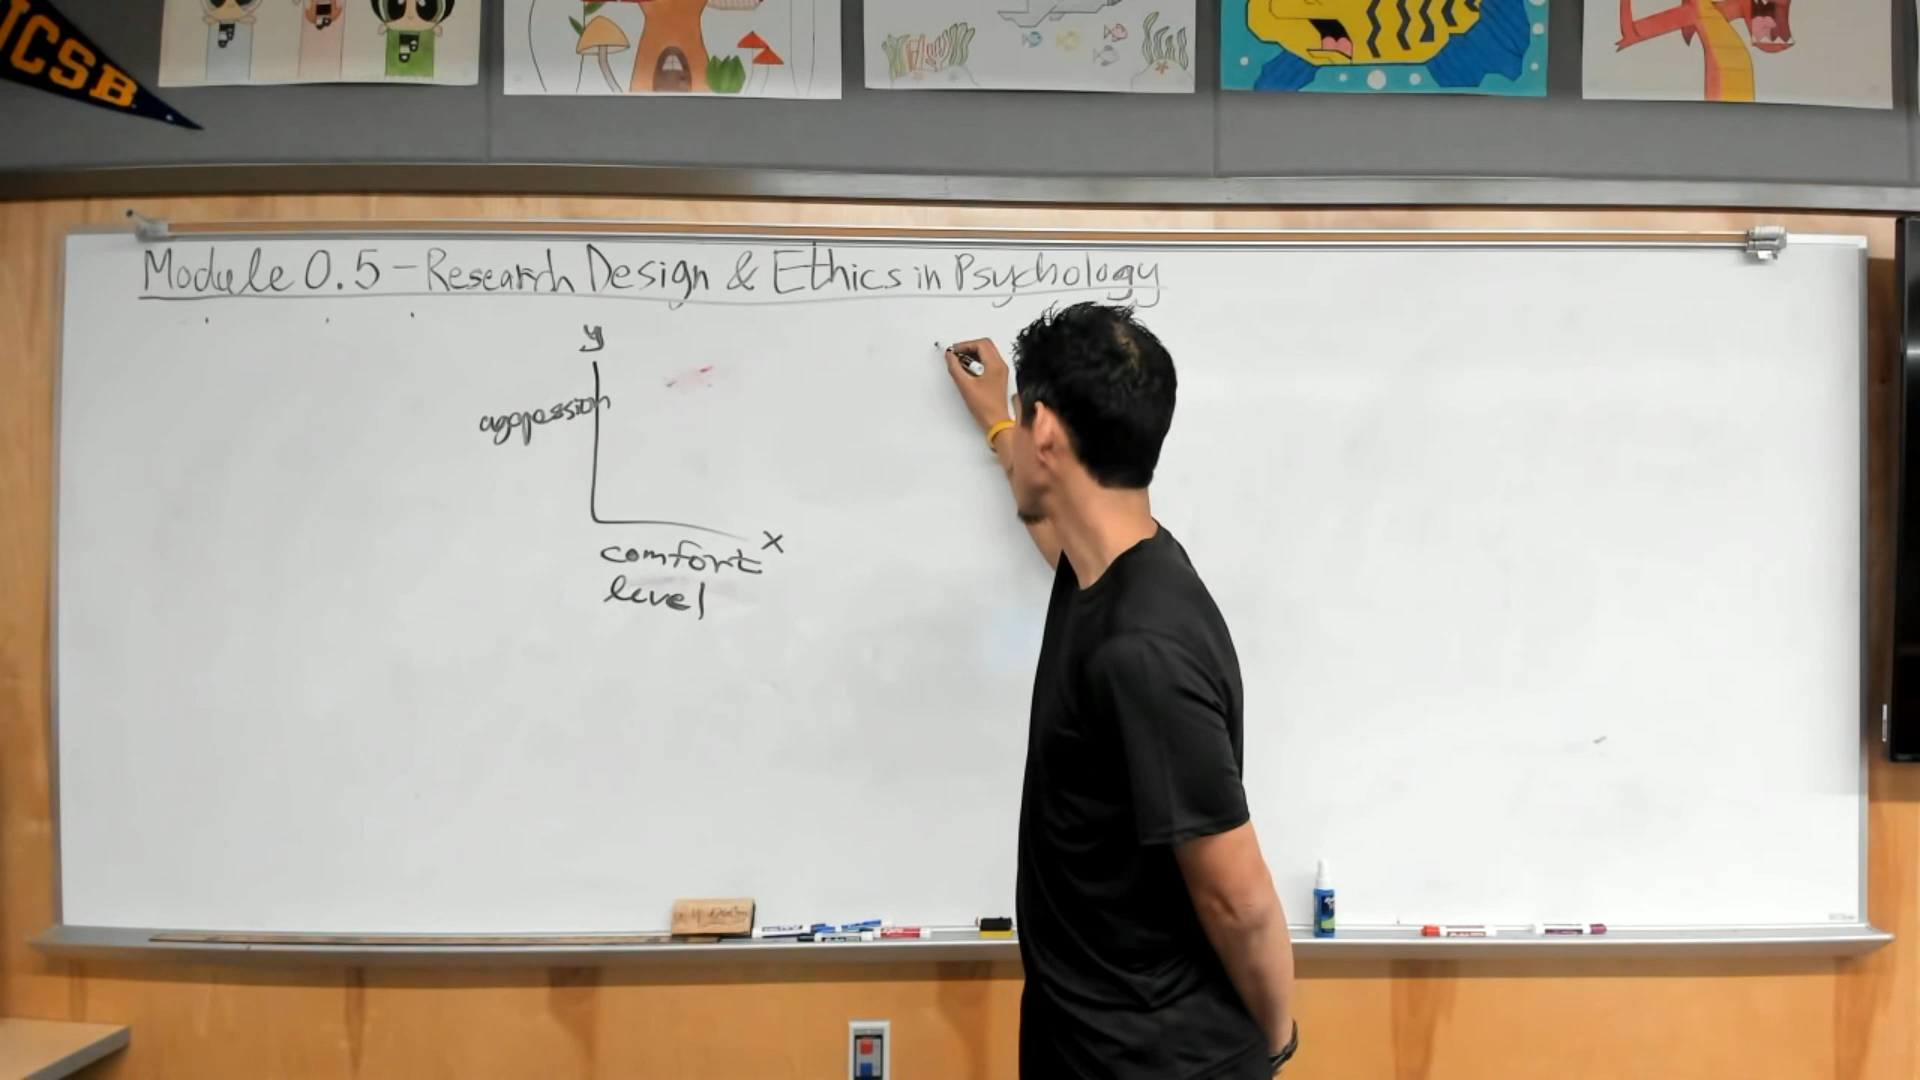 UCSB
Module 0.5 - Research Design & Ethics in Psychology
y
aggression
x
comfort
level